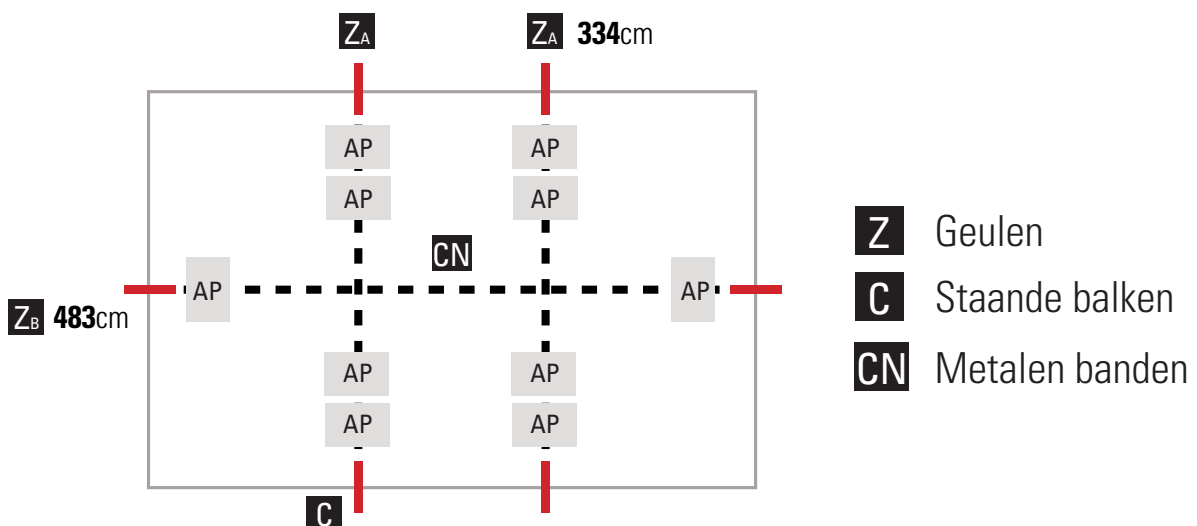 ZA ZA 334cm
AP AP
AP AP
CN
AP AP
ZB 483cm
AP AP
AP AP
C
Z Geulen
C Staande balken
CN Metalen banden